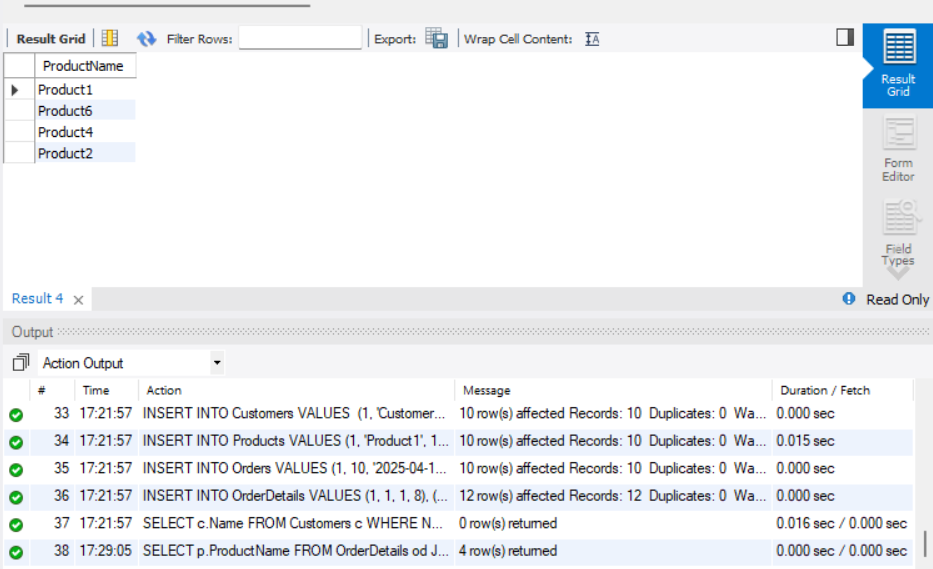 Result Grid Filter Rows: Export: Wrap Cell Content: IA
ProductName
Product1
Product6
Product4
Product2
Result
Grid
Form
Editor
Field
Types
Result 4 × Read Only
Output
Action Output
# Time Action Message Duration / Fetch
33 17:21:57 INSERT INTO Customers VALUES (1, 'Customer... 10 row(s) affected Records: 10 Duplicates: 0 Wa... 0.000 sec
34 17:21:57 INSERT INTO Products VALUES (1, 'Product1', 1... 10 row(s) affected Records: 10 Duplicates: 0 Wa... 0.015 sec
35 17:21:57 INSERT INTO Orders VALUES (1, 10, '2025-04-1... 10 row(s) affected Records: 10 Duplicates: 0 Wa... 0.000 sec
36 17:21:57 INSERT INTO OrderDetails VALUES (1, 1, 1, 8), (... 12 row(s) affected Records: 12 Duplicates: 0 Wa... 0.000 sec
37 17:21:57 SELECT c.Name FROM Customers c WHERE N... 0 row(s) returned 0.016 sec / 0.000 sec
38 17:29:05 SELECT p.ProductName FROM OrderDetails od J... 4 row(s) returned 0.000 sec / 0.000 sec